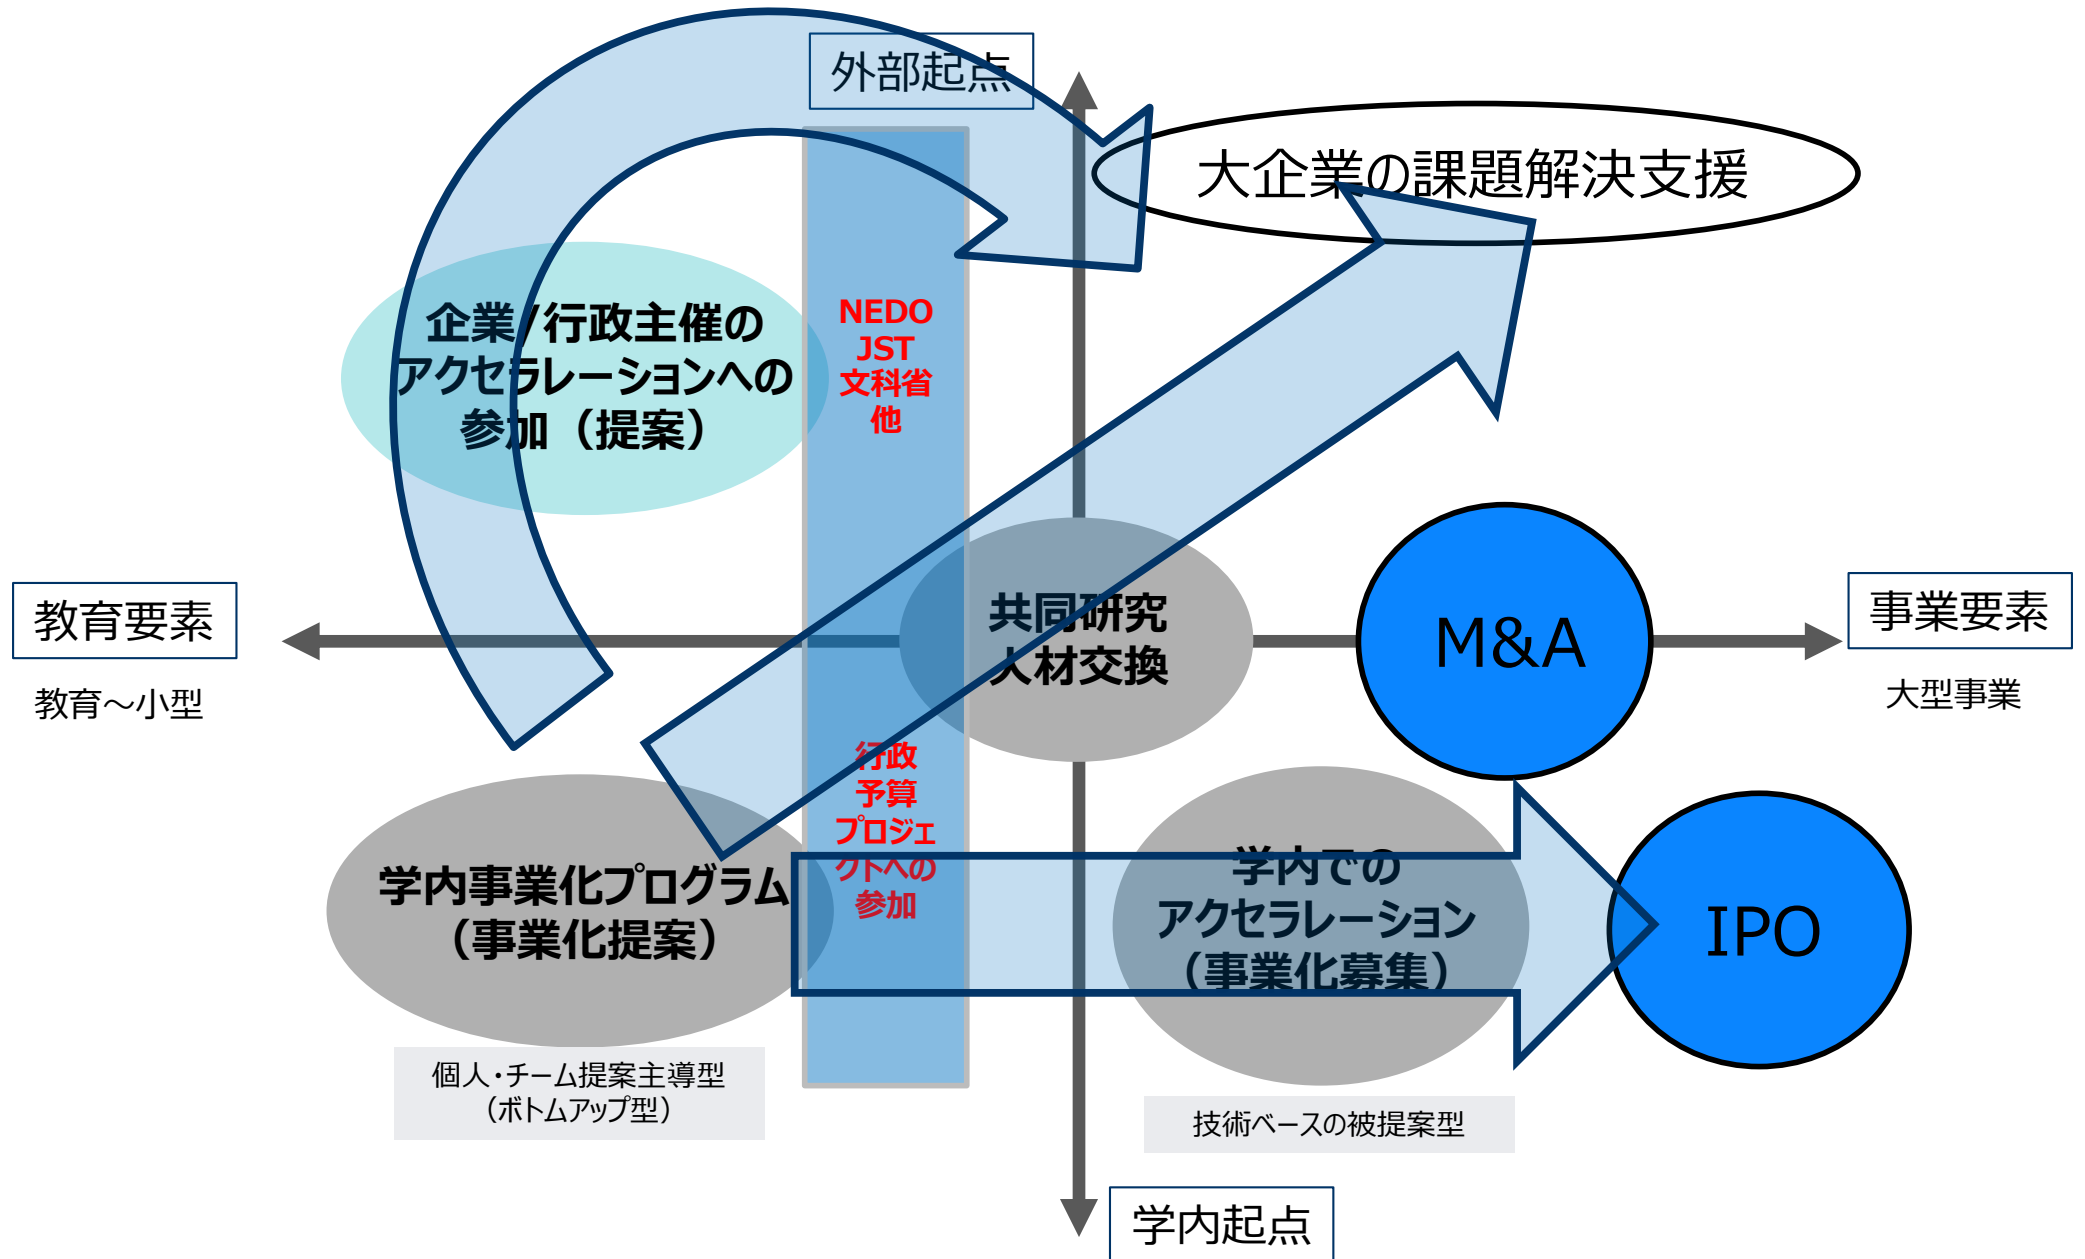 外部起点
大企業の課題解決支援
企業/行政主催の
アクセラレーションへの
参加（提案）
NEDO
JST
文科省
他
教育要素
教育～小型
共同研究
人材交換
M&A
事業要素
大型事業
行政
予算
プロジェ
クトへの
参加
学内事業化プログラム
（事業化提案）
学内での
アクセラレーション
（事業化募集）
IPO
個人・チーム提案主導型
（ボトムアップ型）
技術ベースの被提案型
学内起点